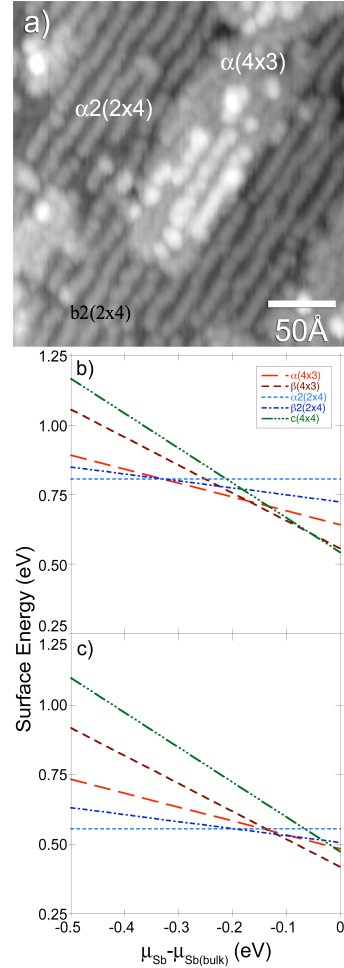 a)
α(4x3)
α2(2x4)
b2(2x4)
50Å
b)
1.25
1.00
0.75
0.50
0.25
α(4x3)
β(4x3)
α2(2x4)
β2(2x4)
c(4x4)
Surface Energy (eV)
c)
1.00
0.75
0.50
0.25
-0.5 -0.4 -0.3 -0.2 -0.1 0
μSb-μSb(bulk) (eV)